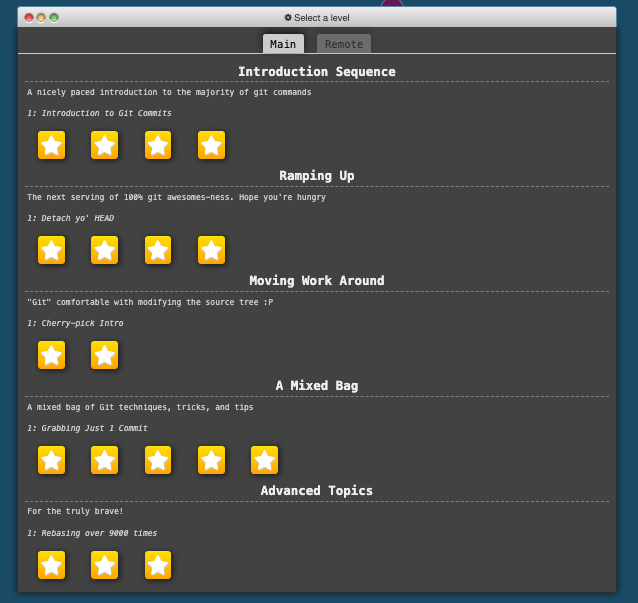 Select a level
Main Remote
Introduction Sequence
A nicely paced introduction to the majority of git commands
1: Introduction to Git Commits
Ramping Up
The next serving of 100% git awesomes-ness. Hope you're hungry
1: Detach yo' HEAD
Moving Work Around
"Git" comfortable with modifying the source tree :P
1: Cherry-pick Intro
A Mixed Bag
A mixed bag of Git techniques, tricks, and tips
1: Grabbing Just 1 Commit
Advanced Topics
For the truly brave!
1: Rebasing over 9000 times